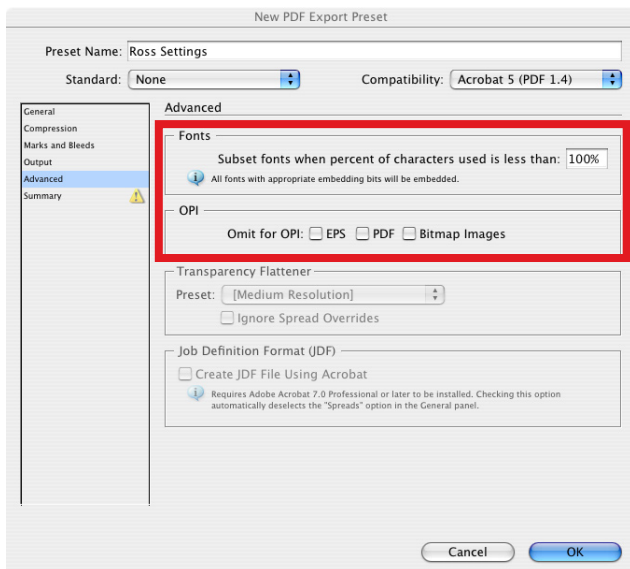 New PDF Export Preset
Preset Name: Ross Settings
Standard: None Compatibility: Acrobat 5 (PDF 1.4)
General
Compression
Marks and Bleeds
Output
Advanced
Summary
Advanced
Fonts
Subset fonts when percent of characters used is less than: 100%
All fonts with appropriate embedding bits will be embedded.
OPI
Omit for OPI: EPS PDF Bitmap Images
Transparency Flattener
Preset: [Medium Resolution]
Ignore Spread Overrides
Job Definition Format (JDF)
Create JDF File Using Acrobat
Requires Adobe Acrobat 7.0 Professional or later to be installed. Checking this option
automatically deselects the "Spreads" option in the General panel.
Cancel OK